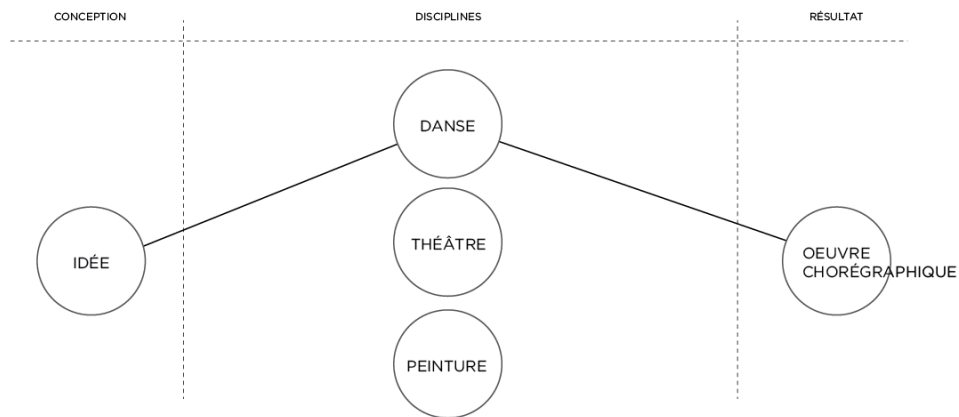 CONCEPTION
DISCIPLINES
RÉSULTAT
DANSE
THÉÂTRE
IDÉE
OEUVRE
CHORÉGRAPHIQUE
PEINTURE